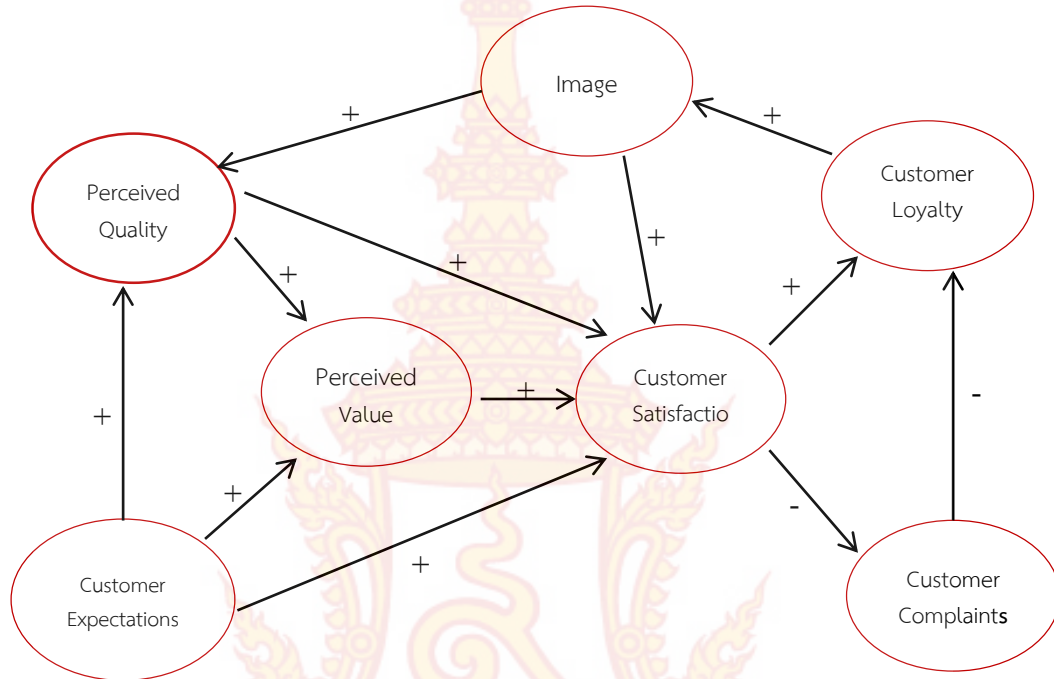 Image
+
+
Perceived
Quality
Customer
Loyalty
+
+
+
+
Perceived
Value
+
Customer
Satisfactio
+
-
+
+
-
Customer
Expectations
Customer
Complaints